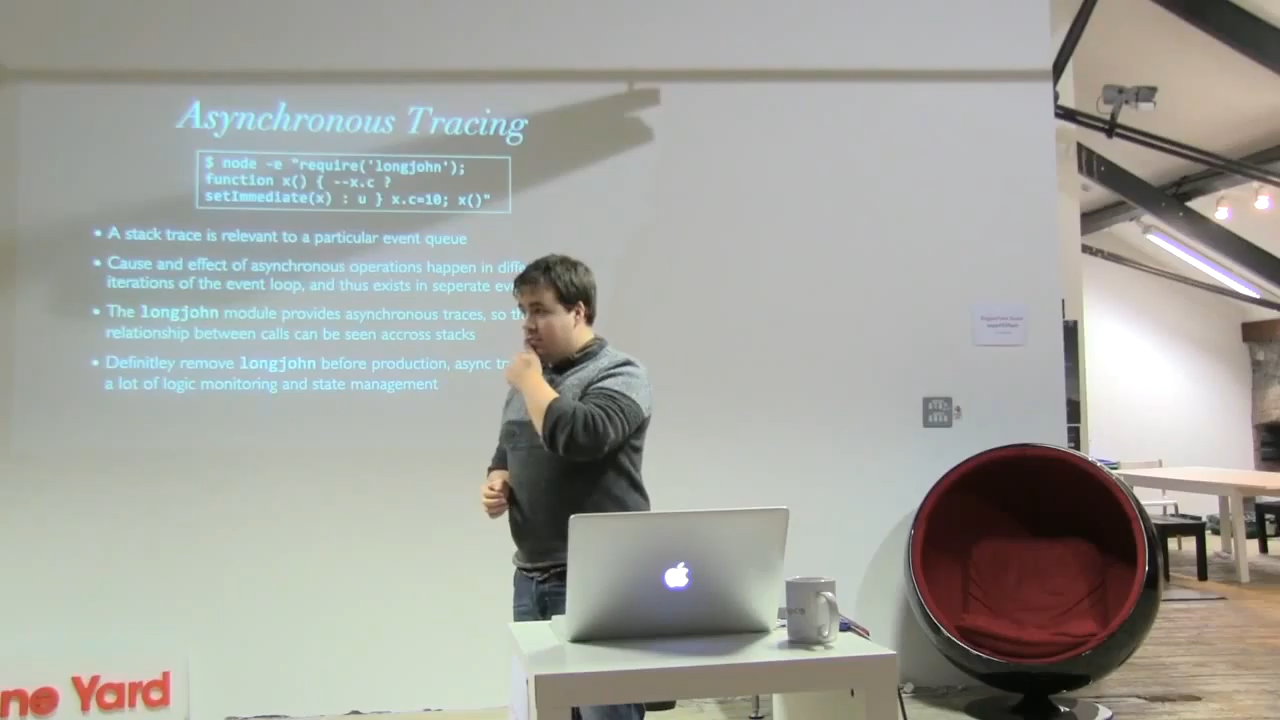 Asynchronous Tracing
$ node -e "require('longjohn');
function x() { --x.c ?
setImmediate(x) : u } x.c=10; x()"
• A stack trace is relevant to a particular event queue
• Cause and effect of asynchronous operations happen in diff
iterations of the event loop, and thus exists in seperate ev
• The longjohn module provides asynchronous traces, so th
relationship between calls can be seen accross stacks
• Definitley remove longjohn before production, async tr
a lot of logic monitoring and state management
ne Yard